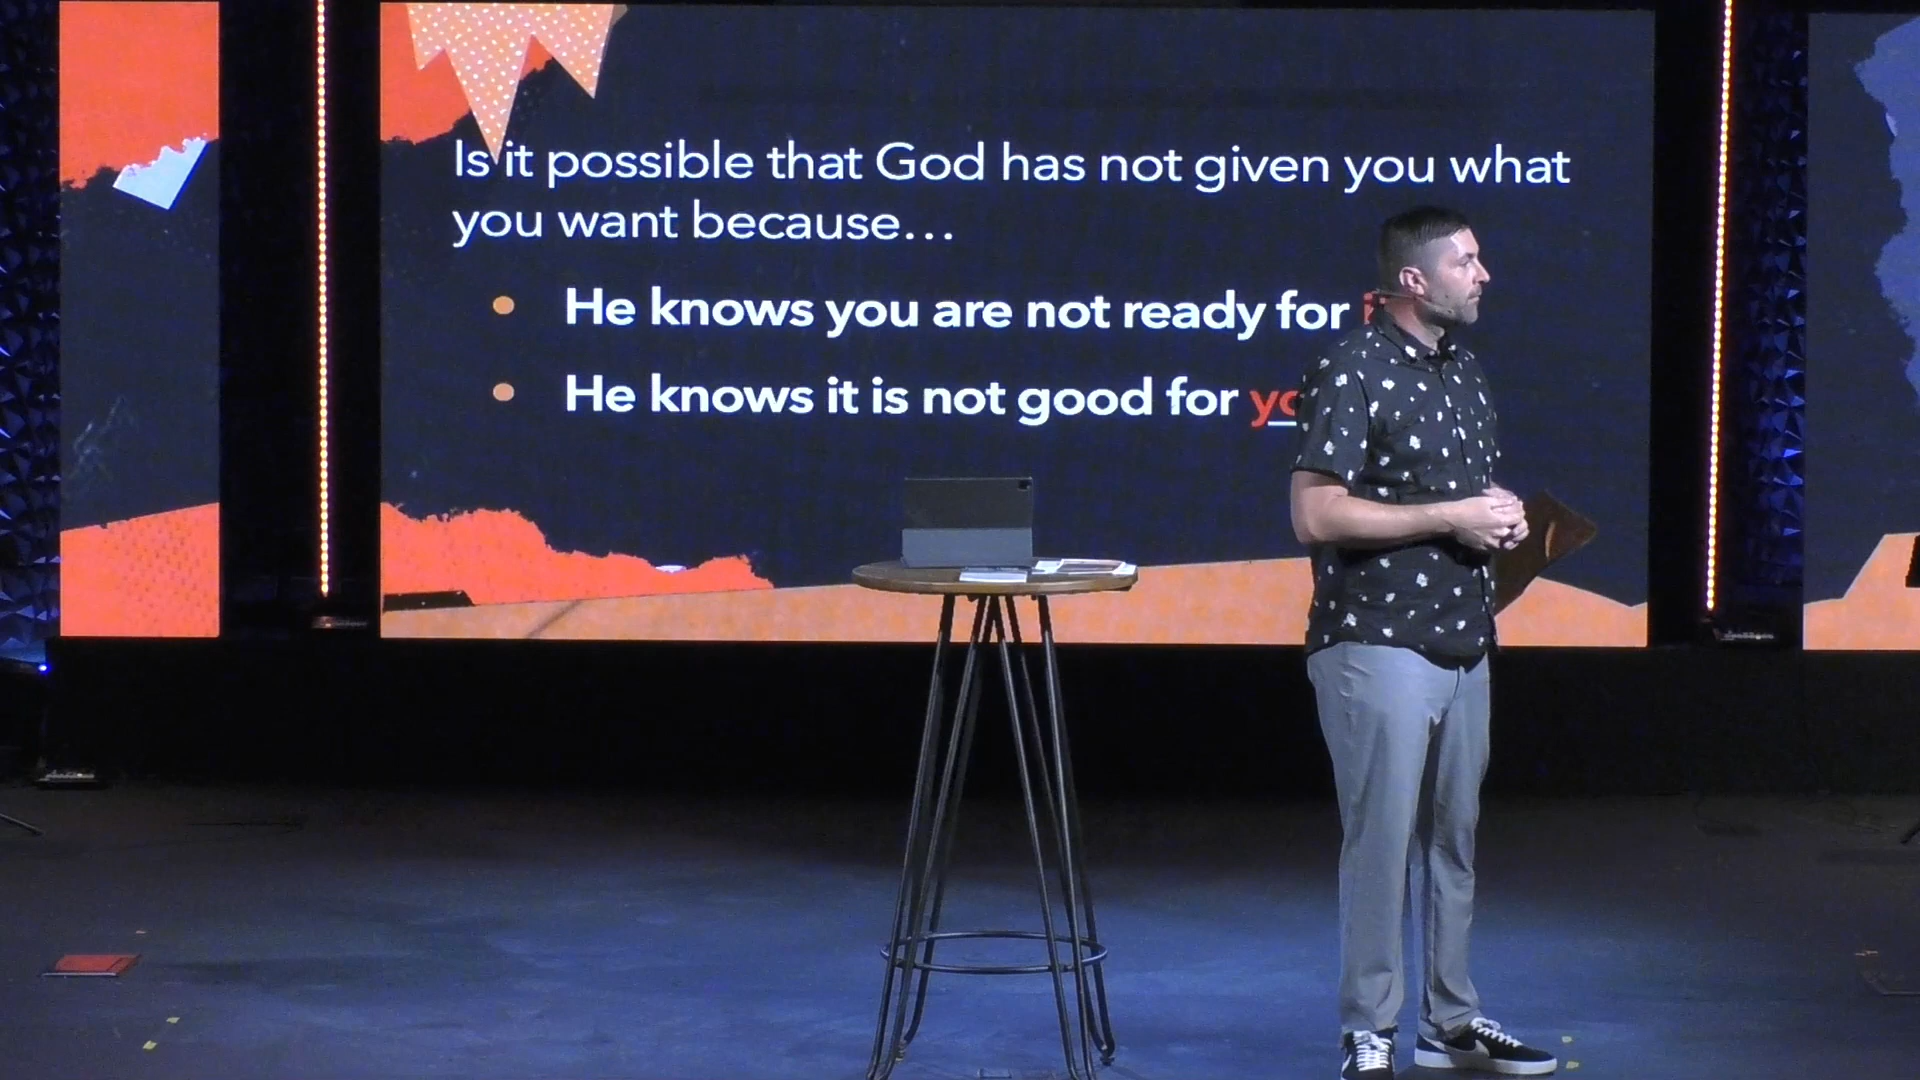 Is it possible that God has not given you what
you want because…
• He knows you are not ready for
• He knows it is not good for